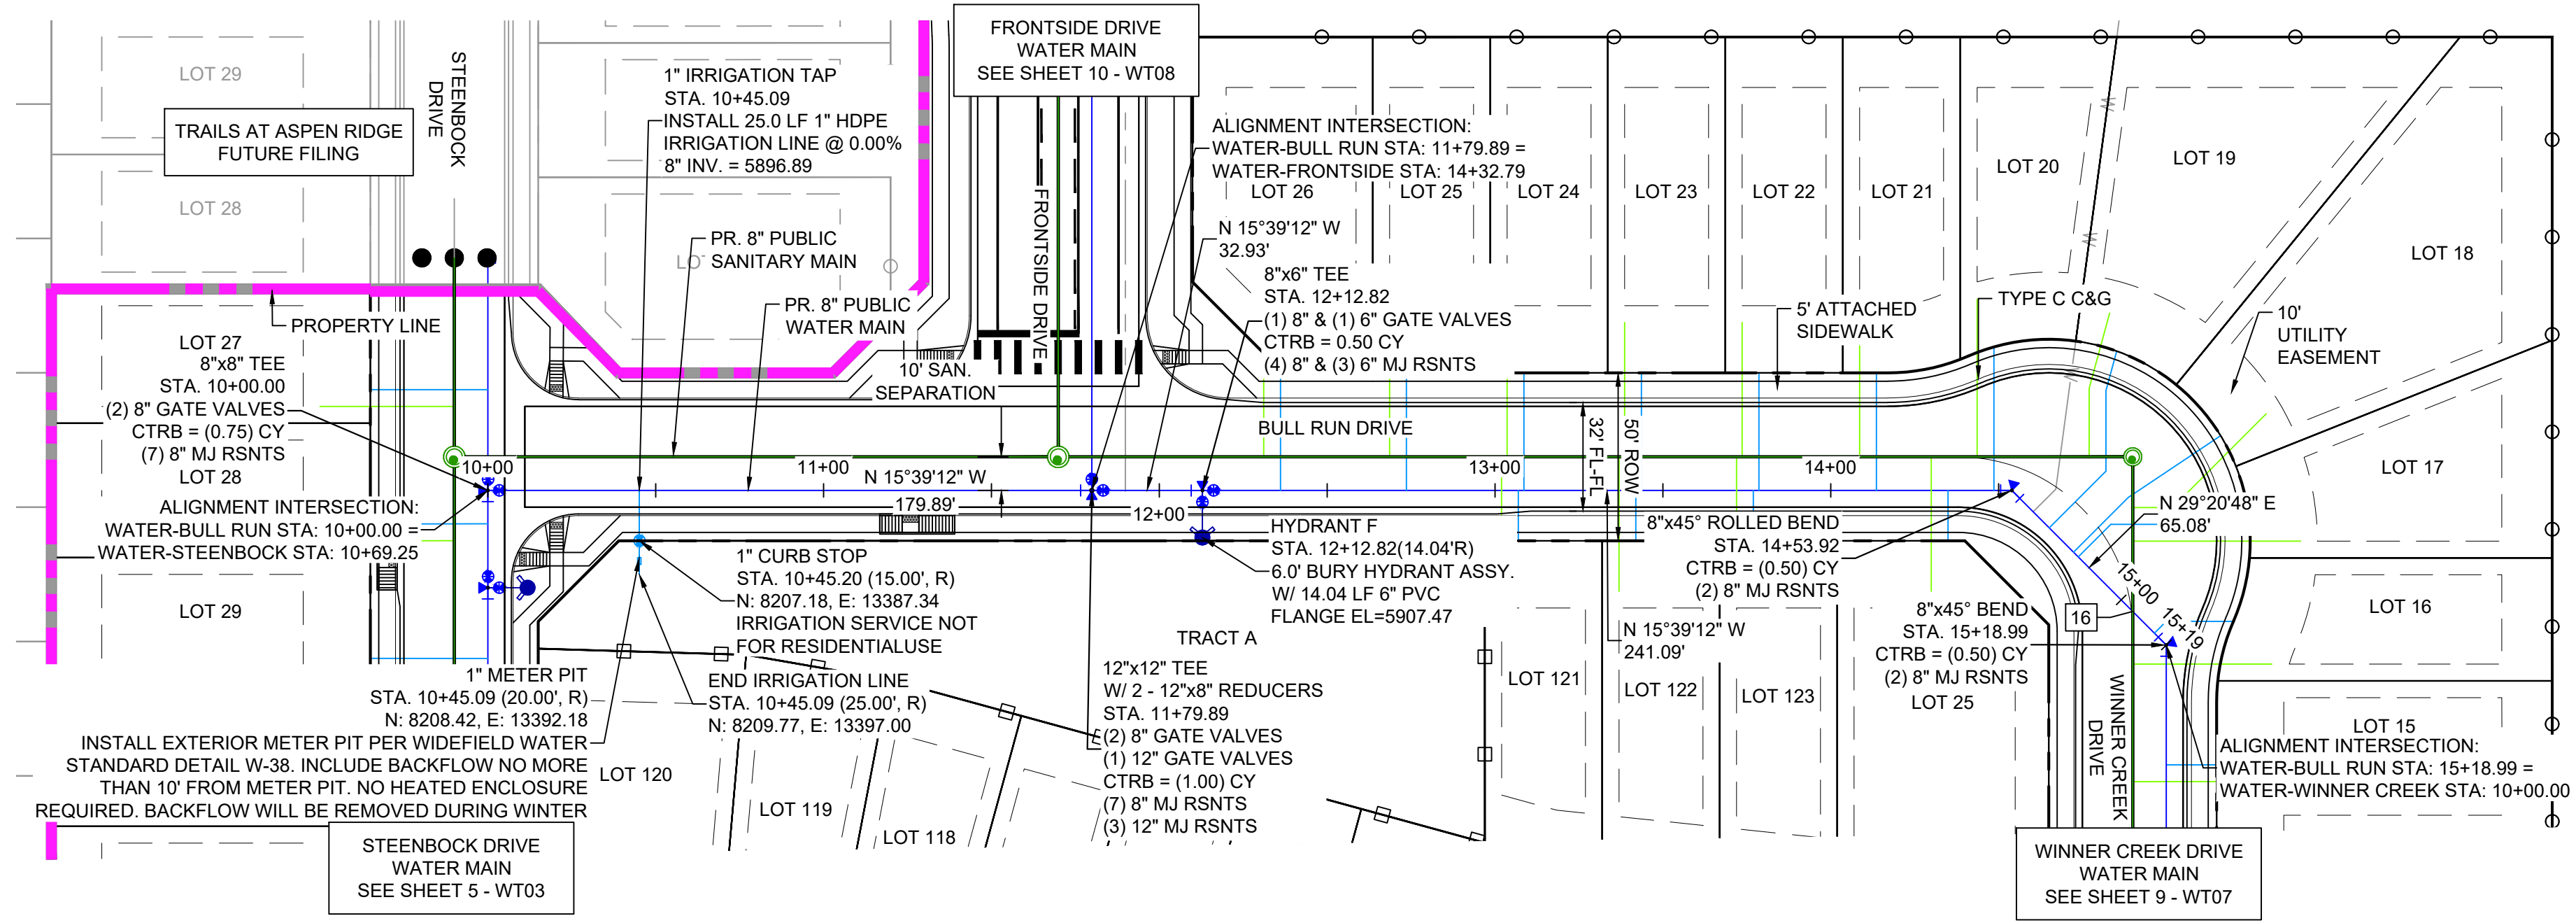 FRONTSIDE DRIVE
WATER MAIN
SEE SHEET 10 - WT08
LOT 29
STEENBOCK
DRIVE
TRAILS AT ASPEN RIDGE
FUTURE FILING
LOT 28
1" IRRIGATION TAP
STA. 10+45.09
INSTALL 25.0 LF 1" HDPE
IRRIGATION LINE @ 0.00%
8" INV. = 5896.89
ALIGNMENT INTERSECTION:
WATER-BULL RUN STA: 11+79.89 =
WATER-FRONTSIDE STA: 14+32.79
LOT 26
LOT 25
LOT 24
LOT 23
LOT 22
LOT 21
LOT 20
LOT 19
LOT 18
W
W
W
PR. 8" PUBLIC
SANITARY MAIN
LOT
FRONTSIDE DRIVE
N 15°39'12" W
32.93'
8"x6" TEE
STA. 12+12.82
(1) 8" & (1) 6" GATE VALVES
CTRB = 0.50 CY
(4) 8" & (3) 6" MJ RSNTS
PR. 8" PUBLIC
WATER MAIN
PROPERTY LINE
5' ATTACHED
SIDEWALK
TYPE C C&G
10'
UTILITY
EASEMENT
LOT 27
8"x8" TEE
STA. 10+00.00
(2) 8" GATE VALVES
CTRB = (0.75) CY
(7) 8" MJ RSNTS
LOT 28
10' SAN.
SEPARATION
BULL RUN DRIVE
32' FL-FL
50' ROW
10+00
11+00
N 15°39'12" W
179.89'
12+00
13+00
14+00
LOT 17
ALIGNMENT INTERSECTION:
WATER-BULL RUN STA: 10+00.00 =
WATER-STEENBOCK STA: 10+69.25
LOT 29
1" CURB STOP
STA. 10+45.20 (15.00', R)
N: 8207.18, E: 13387.34
IRRIGATION SERVICE NOT
FOR RESIDENTIALUSE
HYDRANT F
STA. 12+12.82(14.04'R)
6.0' BURY HYDRANT ASSY.
W/ 14.04 LF 6" PVC
FLANGE EL=5907.47
8"x45° ROLLED BEND
STA. 14+53.92
CTRB = (0.50) CY
(2) 8" MJ RSNTS
N 29°20'48" E
65.08'
15+00
15+19
16
LOT 16
TRACT A
N 15°39'12" W
241.09'
8"x45° BEND
STA. 15+18.99
CTRB = (0.50) CY
(2) 8" MJ RSNTS
LOT 25
1" METER PIT
STA. 10+45.09 (20.00', R)
N: 8208.42, E: 13392.18
INSTALL EXTERIOR METER PIT PER WIDEFIELD WATER
STANDARD DETAIL W-38. INCLUDE BACKFLOW NO MORE
THAN 10' FROM METER PIT. NO HEATED ENCLOSURE
REQUIRED. BACKFLOW WILL BE REMOVED DURING WINTER
END IRRIGATION LINE
STA. 10+45.09 (25.00', R)
N: 8209.77, E: 13397.00
12"x12" TEE
W/ 2 - 12"x8" REDUCERS
STA. 11+79.89
(2) 8" GATE VALVES
(1) 12" GATE VALVES
CTRB = (1.00) CY
(7) 8" MJ RSNTS
(3) 12" MJ RSNTS
LOT 121
LOT 122
LOT 123
WINNER CREEK
DRIVE
LOT 15
ALIGNMENT INTERSECTION:
WATER-BULL RUN STA: 15+18.99 =
WATER-WINNER CREEK STA: 10+00.00
LOT 120
LOT 119
LOT 118
STEENBOCK DRIVE
WATER MAIN
SEE SHEET 5 - WT03
WINNER CREEK DRIVE
WATER MAIN
SEE SHEET 9 - WT07